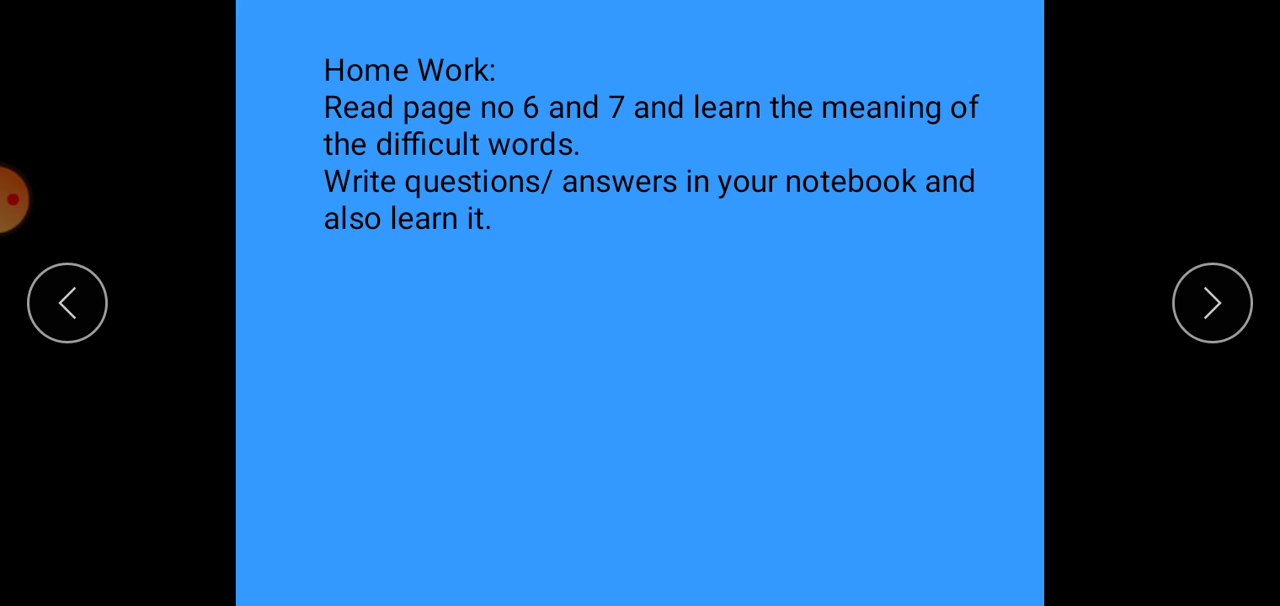 Home Work:
Read page no 6 and 7 and learn the meaning of
the difficult words.
Write questions/ answers in your notebook and
also learn it.